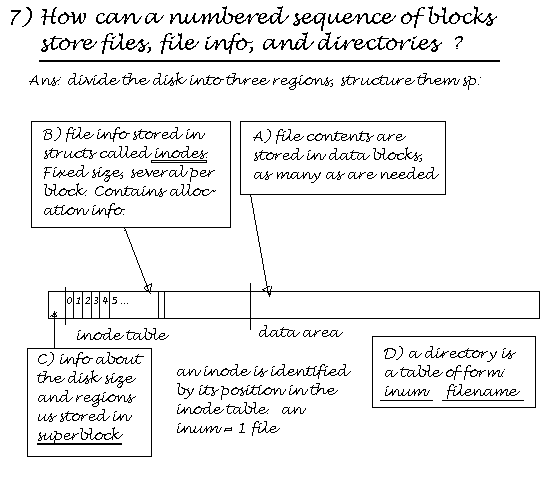 7) How can a numbered sequence of blocks
store files, file info, and directories ?
Ans: divide the disk into three regions, structure them sp:
B) file info stored in
structs called inodes.
Fixed size, several per
block. Contains alloc-
ation info.
A) file contents are
stored in data blocks,
as many as are needed
0 1 2 3 4 5 ...
inode table
data area
C) info about
the disk size
and regions
us stored in
superblock
an inode is identified
by its position in the
inode table. an
inum = 1 file
D) a directory is
a table of form:
inum filename